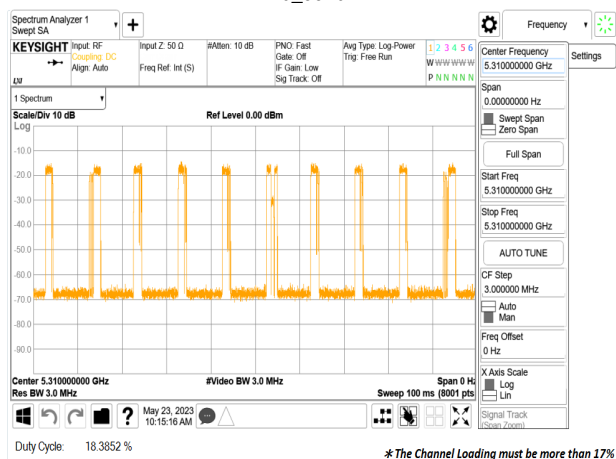 Spectrum Analyzer 1
Swept SA
Frequency
Settings
KEYSIGHT
Input: RF
Coupling: DC
Align: Auto
Input Z: 50 Ω
Freq Ref: Int (S)
#Atten: 10 dB
PNO: Fast
Gate: Off
IF Gain: Low
Sig Track: Off
Avg Type: Log-Power
Trig: Free Run
1 2 3 4 5 6
W W W W W W
P N N N N N
LXI
1 Spectrum
Scale/Div 10 dB
Ref Level 0.00 dBm
Log
-10.0
-20.0
-30.0
-40.0
-50.0
-60.0
-70.0
-80.0
-90.0
Center 5.310000000 GHz
#Video BW 3.0 MHz
Span 0 Hz
Res BW 3.0 MHz
Sweep 100 ms (8001 pts
Center Frequency
5.310000000 GHz
Span
0.00000000 Hz
Swept Span
Zero Span
Full Span
Start Freq
5.310000000 GHz
Stop Freq
5.310000000 GHz
AUTO TUNE
CF Step
3.000000 MHz
Auto
Man
Freq Offset
0 Hz
X Axis Scale
Log
Lin
Signal Track
(Span Zoom)
?
May 23, 2023
10:15:16 AM
Duty Cycle: 18.3852 %
* The Channel Loading must be more than 17%